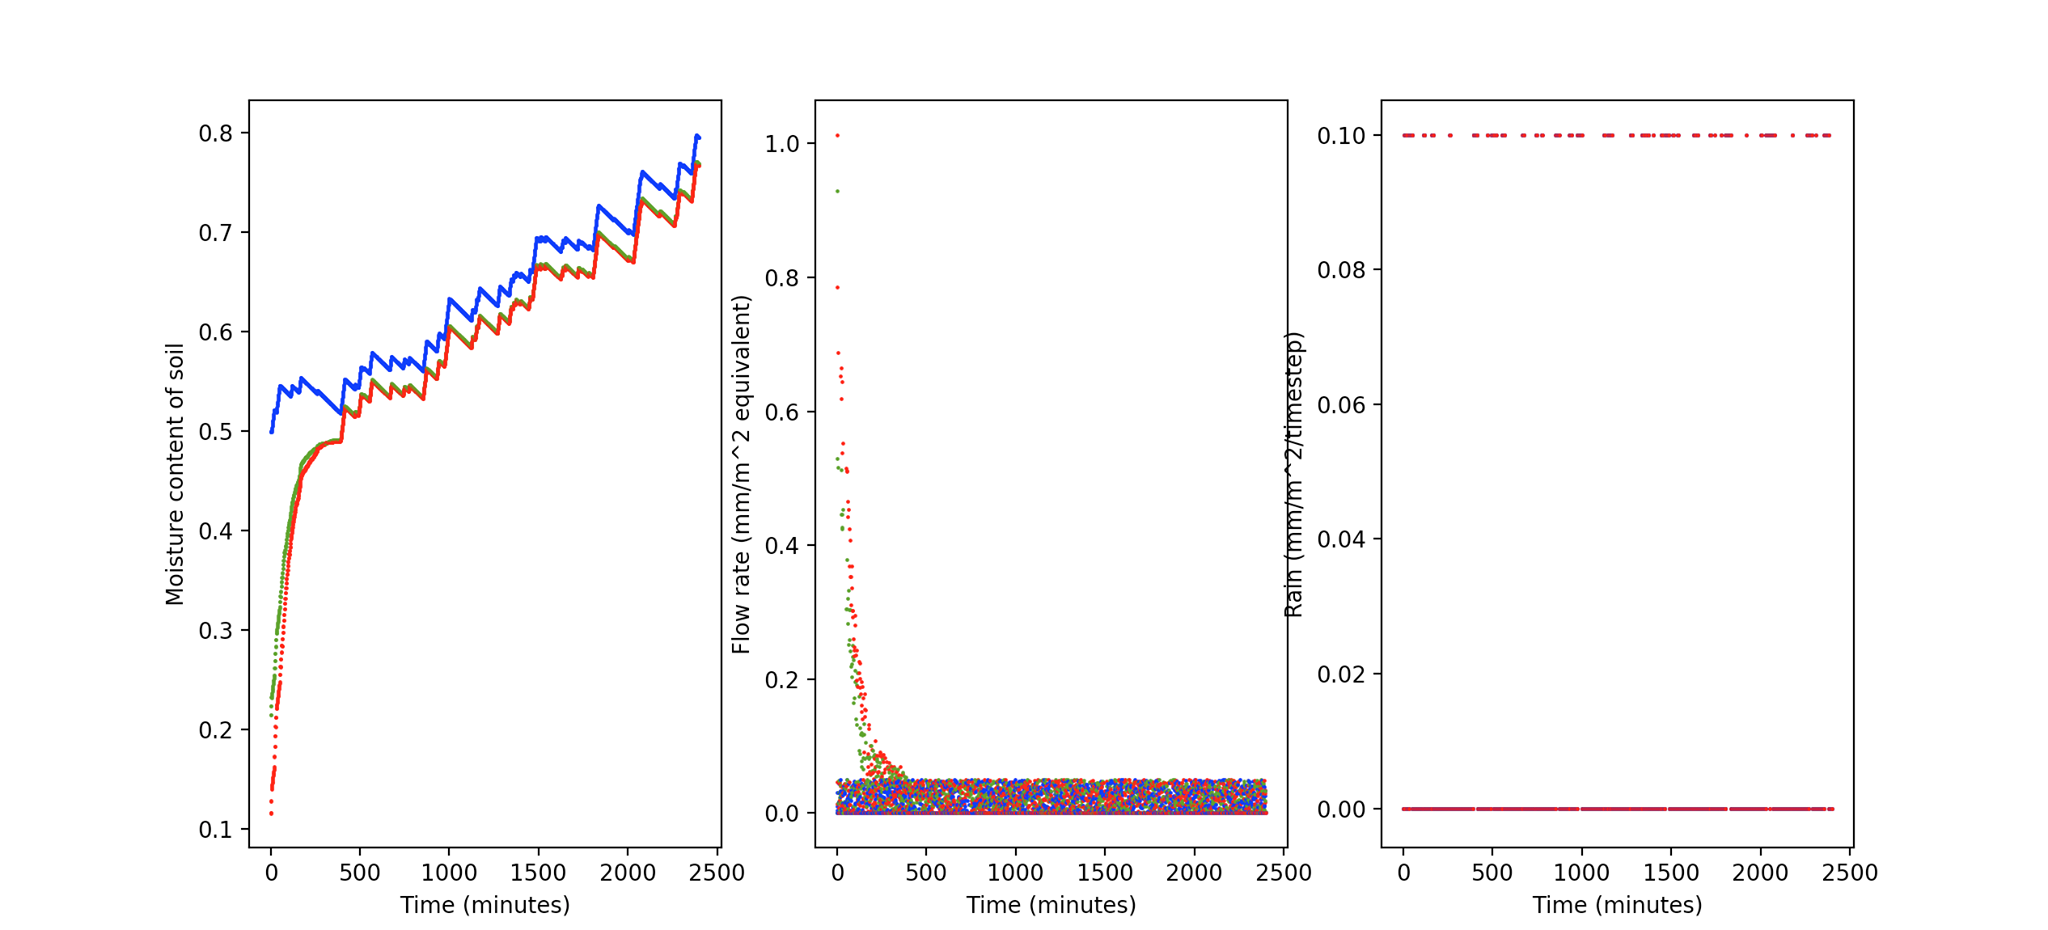 Moisture content of soil
0.8
0.7
0.6
0.5
0.4
0.3
0.2
0.1
0 500 1000 1500 2000 2500
Time (minutes)
Flow rate (mm/m^2 equivalent)
1.0
0.8
0.6
0.4
0.2
0.0
0 500 1000 1500 2000 2500
Time (minutes)
Rain (mm/m^2/timestep)
0.10
0.08
0.06
0.04
0.02
0.00
0 500 1000 1500 2000 2500
Time (minutes)